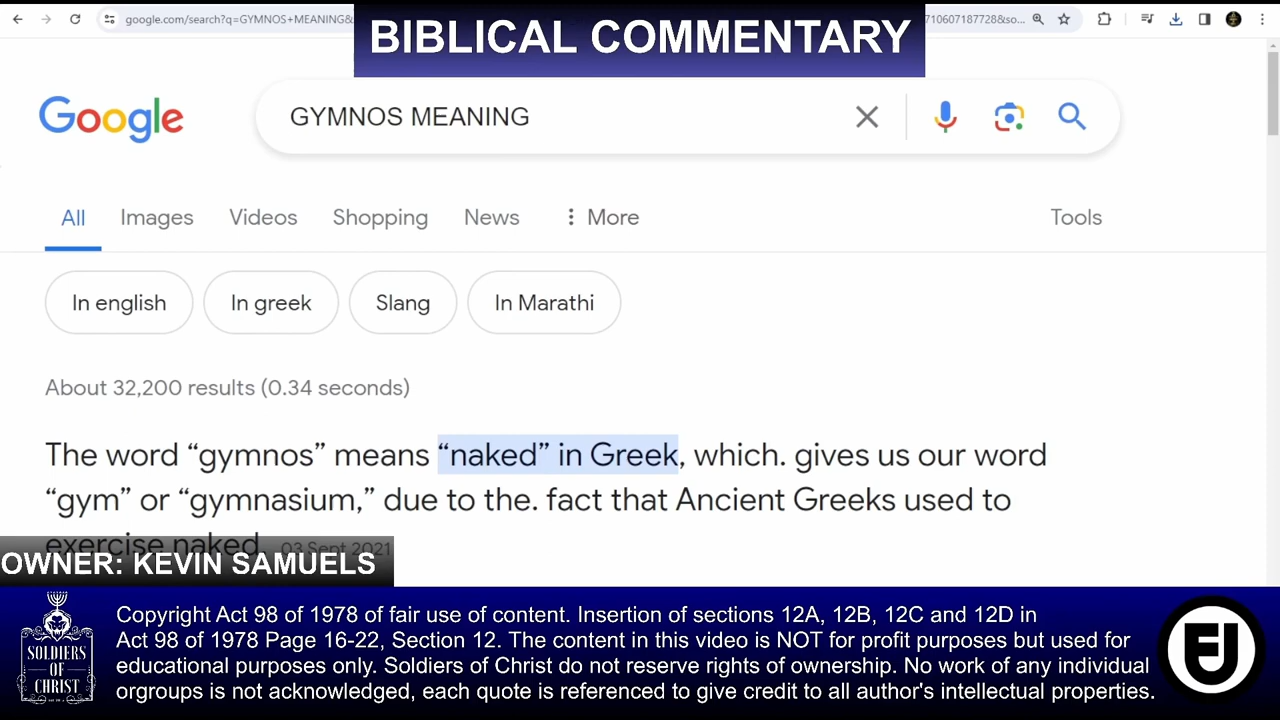 google.com/search?q=GYMNOS+MEANING&
BIBLICAL COMMENTARY
710607187728&so...
Google
GYMNOS MEANING
All Images Videos Shopping News More Tools
In english In greek Slang In Marathi
About 32,200 results (0.34 seconds)
The word “gymnos” means “naked” in Greek, which. gives us our word
“gym” or “gymnasium,” due to the. fact that Ancient Greeks used to
exercise naked. 03 Sept 2021
OWNER: KEVIN SAMUELS
SOLDIERS
OF
CHRIST
Copyright Act 98 of 1978 of fair use of content. Insertion of sections 12A, 12B, 12C and 12D in
Act 98 of 1978 Page 16-22, Section 12. The content in this video is NOT for profit purposes but used for
educational purposes only. Soldiers of Christ do not reserve rights of ownership. No work of any individual
orgroups is not acknowledged, each quote is referenced to give credit to all author's intellectual properties.